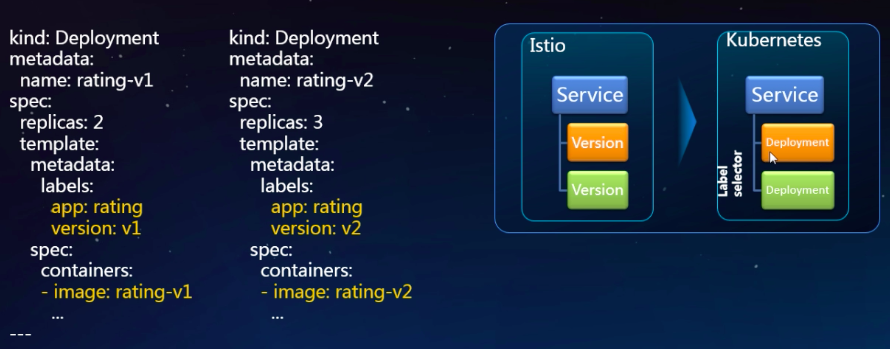 kind: Deployment
metadata:
  name: rating-v1
spec:
  replicas: 2
  template:
    metadata:
      labels:
        app: rating
        version: v1
    spec:
      containers:
      - image: rating-v1
        ...
---
kind: Deployment
metadata:
  name: rating-v2
spec:
  replicas: 3
  template:
    metadata:
      labels:
        app: rating
        version: v2
    spec:
      containers:
      - image: rating-v2
        ...
Istio
Service
Version
Version
Kubernetes
Service
Label
selector
Deployment
Deployment